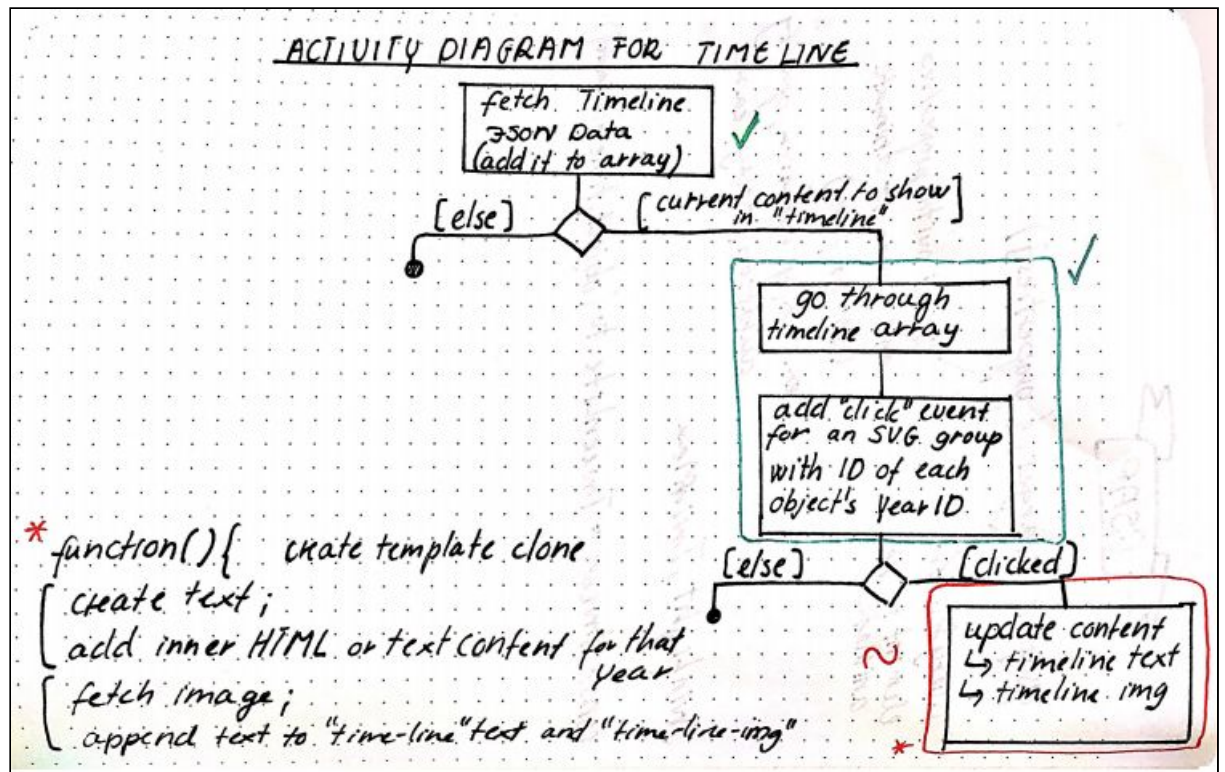 ACTIVITY DIAGRAM FOR TIMELINE
fetch Timeline
JSON Data
(add it to array)
[else]
[current content to show
in "timeline"]
go through
timeline array
add "click" event
for an SVG group
with ID of each
object's Year ID
[else]
[clicked]
update content
↳ timeline text
↳ timeline img
*
* function(){ create template clone
create text;
add inner HTML or text content for that
year
fetch image;
append text to "time-line" text and "time-line-img"